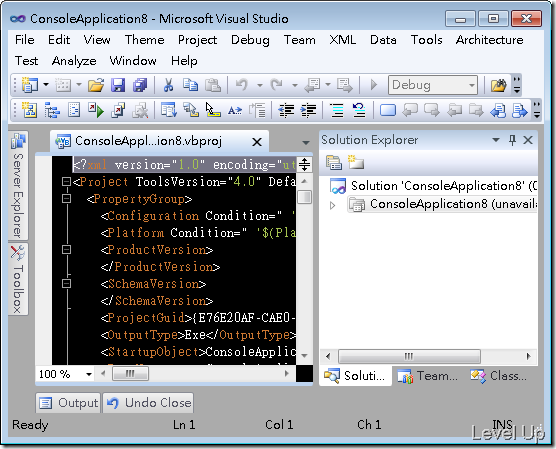 ConsoleApplication8 - Microsoft Visual Studio
File Edit View Theme Project Debug Team XML Data Tools Architecture
Test Analyze Window Help
Debug
Server Explorer
Toolbox
ConsoleAppl...ion8.vbproj
<?xml version="1.0" encoding="ut
<Project ToolsVersion="4.0" Defa
<PropertyGroup>
<Configuration Condition=" '
<Platform Condition=" '$(Pla
<ProductVersion>
</ProductVersion>
<SchemaVersion>
</SchemaVersion>
<ProjectGuid>{E76E20AF-CAE0-
<OutputType>Exe</OutputType>
<StartupObject>ConsoleApplic
100 %
Solution Explorer
Solution 'ConsoleApplication8' (0
ConsoleApplication8 (unavaila
Soluti... Team... Class...
Output Undo Close
Ready Ln 1 Col 1 Ch 1 INS
Level Up